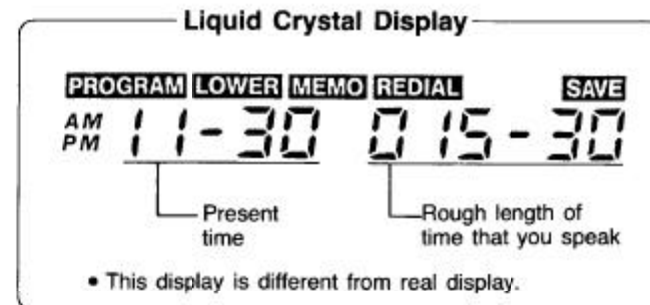 Liquid Crystal Display
PROGRAM LOWER MEMO REDIAL SAVE
AM
PM 11-30 015-30
Present time
Rough length of time that you speak
• This display is different from real display.